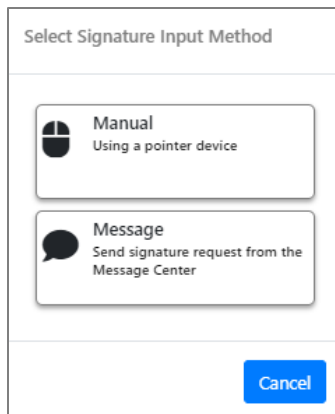 Select Signature Input Method
Manual
Using a pointer device
Message
Send signature request from the
Message Center
Cancel